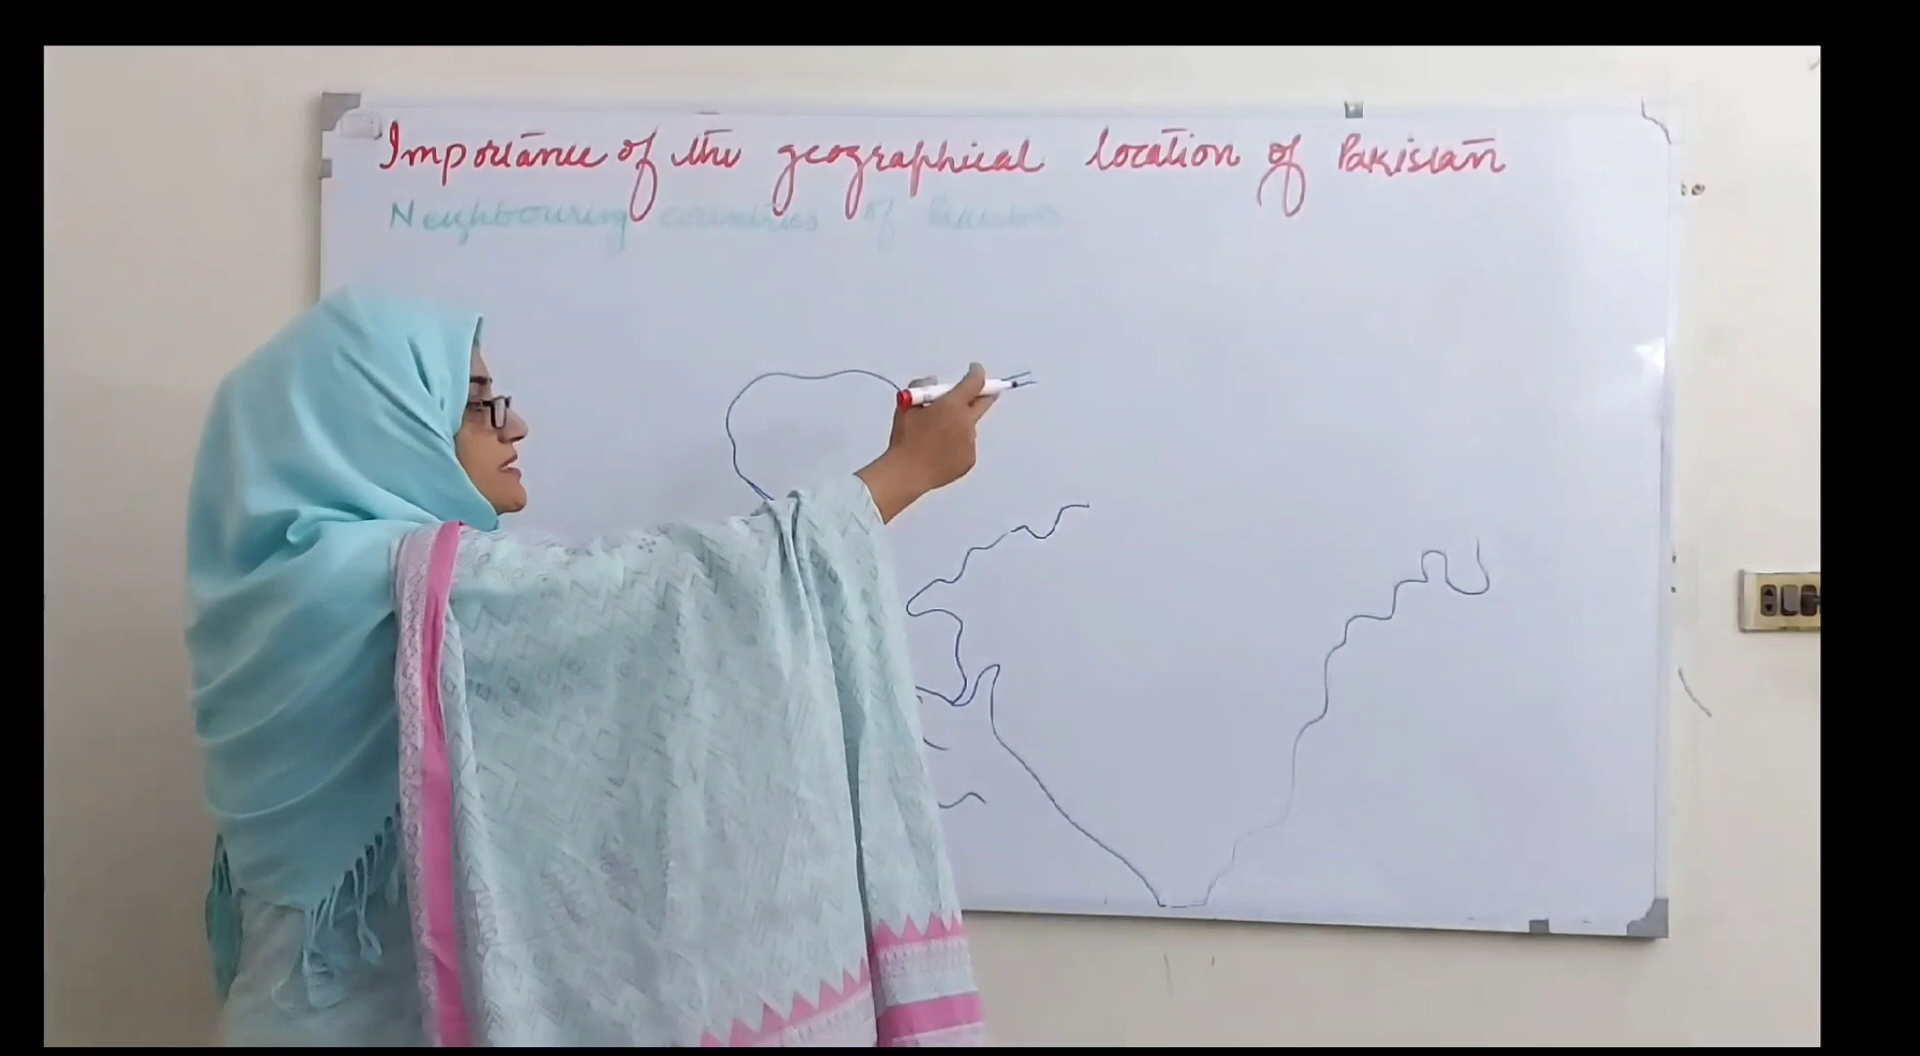 Importance of the geographical location of Pakistan
Neighbouring countries of Pakistan